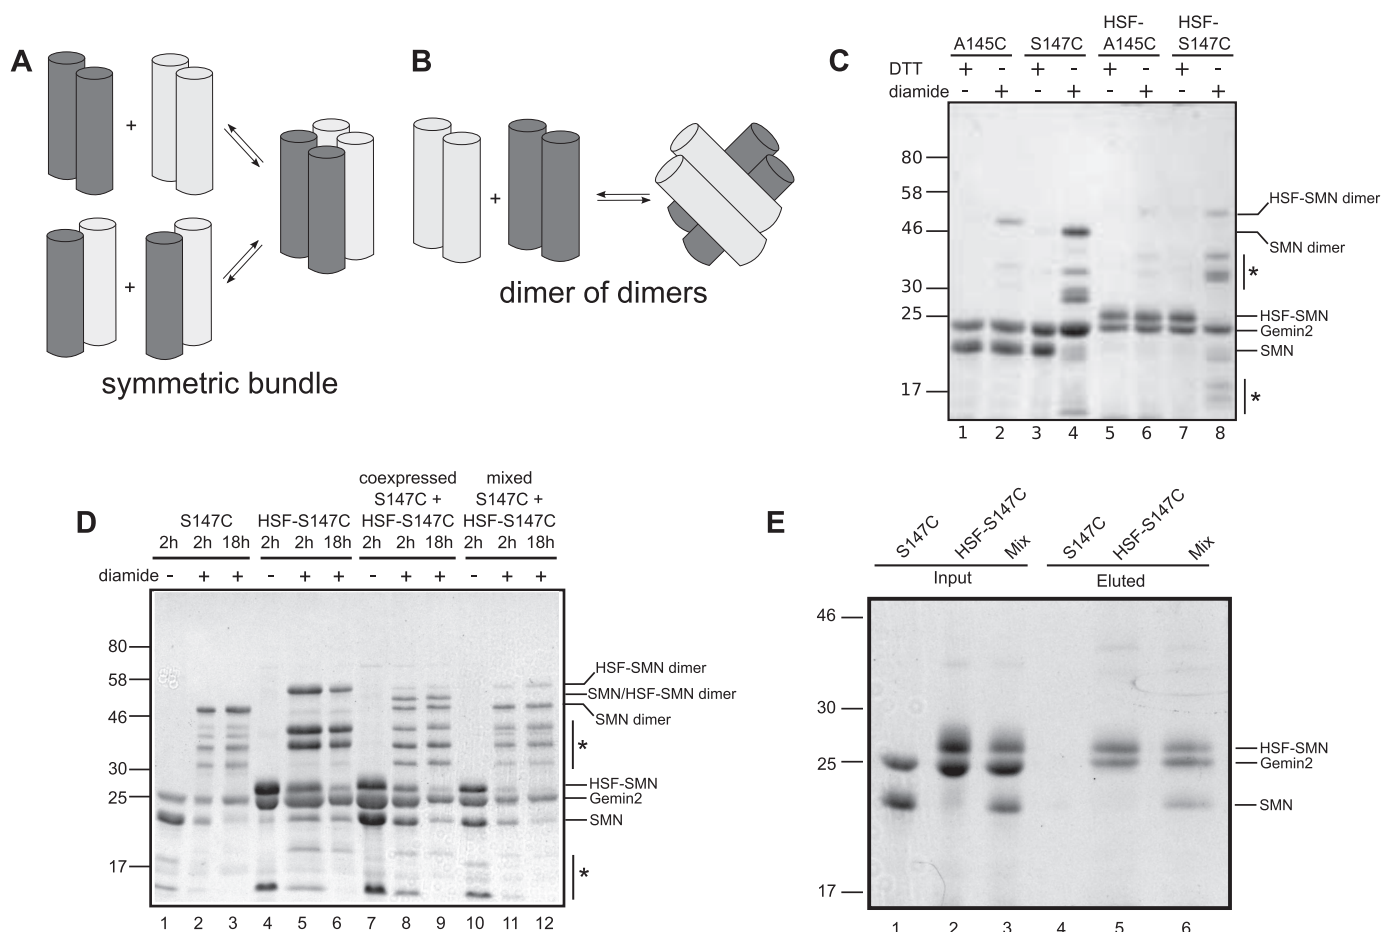 A
+
+
symmetric bundle
B
+
dimer of dimers
C
HSF- HSF-
A145C S147C A145C S147C
DTT + - + - + - + -
diamide - + - + - + - +
80
58
46
30
25
17
HSF-SMN dimer
SMN dimer
*
HSF-SMN
Gemin2
SMN
*
1 2 3 4 5 6 7 8
D
coexpressed mixed
S147C + S147C +
S147C HSF-S147C HSF-S147C HSF-S147C
2h 2h 18h 2h 2h 18h 2h 2h 18h 2h 2h 18h
diamide - + + - + + - + + - + +
80
58
46
30
25
17
HSF-SMN dimer
SMN/HSF-SMN dimer
SMN dimer
*
HSF-SMN
Gemin2
SMN
*
1 2 3 4 5 6 7 8 9 10 11 12
E
S147C HSF-S147C Mix S147C HSF-S147C Mix
Input Eluted
46
30
25
17
HSF-SMN
Gemin2
SMN
1 2 3 4 5 6